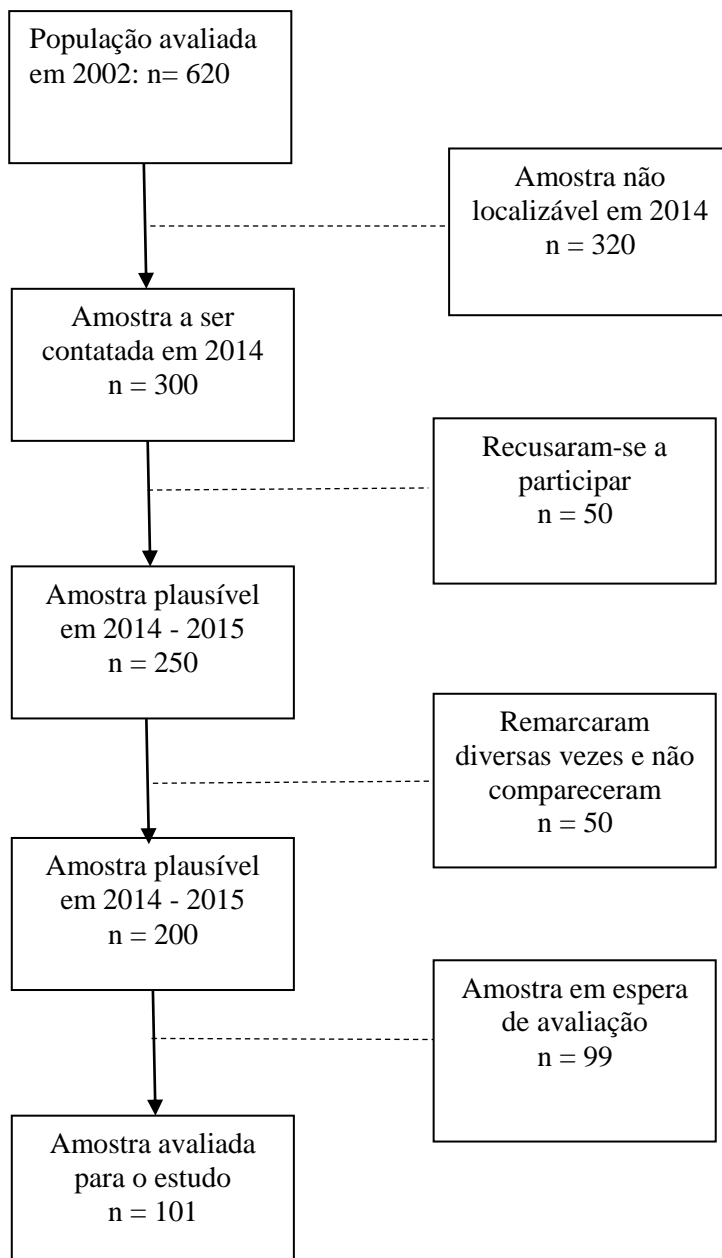 População avaliada
em 2002: n= 620
Amostra não
localizável em 2014
n = 320
Amostra a ser
contatada em 2014
n = 300
Recusaram-se a
participar
n = 50
Amostra plausível
em 2014 - 2015
n = 250
Remarcaram
diversas vezes e não
compareceram
n = 50
Amostra plausível
em 2014 - 2015
n = 200
Amostra em espera
de avaliação
n = 99
Amostra avaliada
para o estudo
n = 101